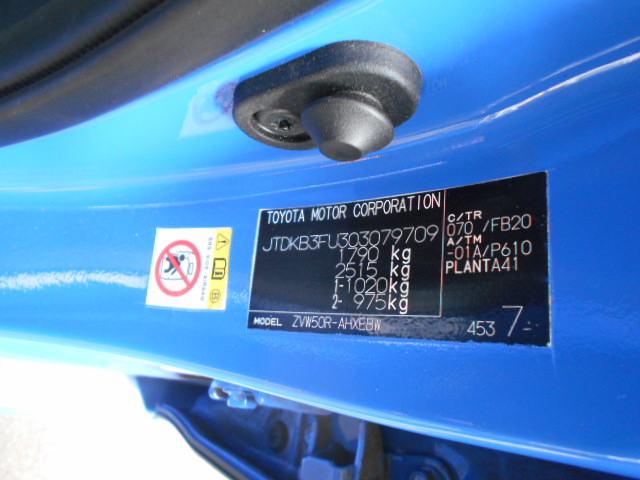 TOYOTA MOTOR CORPORATION
JTDKB3FU303079709
1790 kg
2515 kg
1-1020kg
2- 975kg
MODEL ZVW50R-AHXEBW
C/TR
070 /FB20
A/TM
-01A/P610
PLANTA41
453 7-